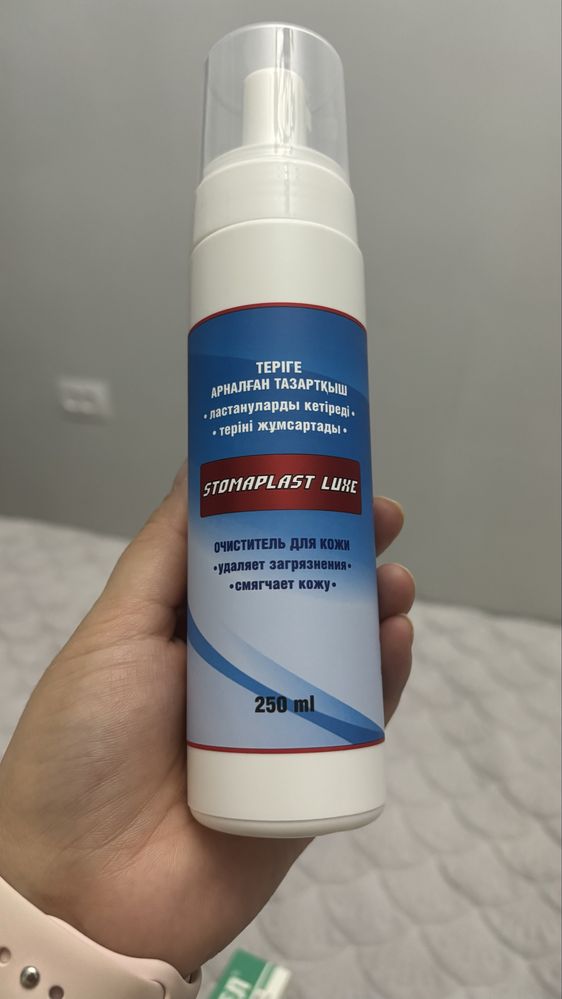 ТЕРІГЕ
АРНАЛҒАН ТАЗАРТҚЫШ
• ластануларды кетіреді •
• теріні жұмсартады •
STOMAPLAST LUXE
ОЧИСТИТЕЛЬ ДЛЯ КОЖИ
•удаляет загрязнения•
•смягчает кожу•
250 ml